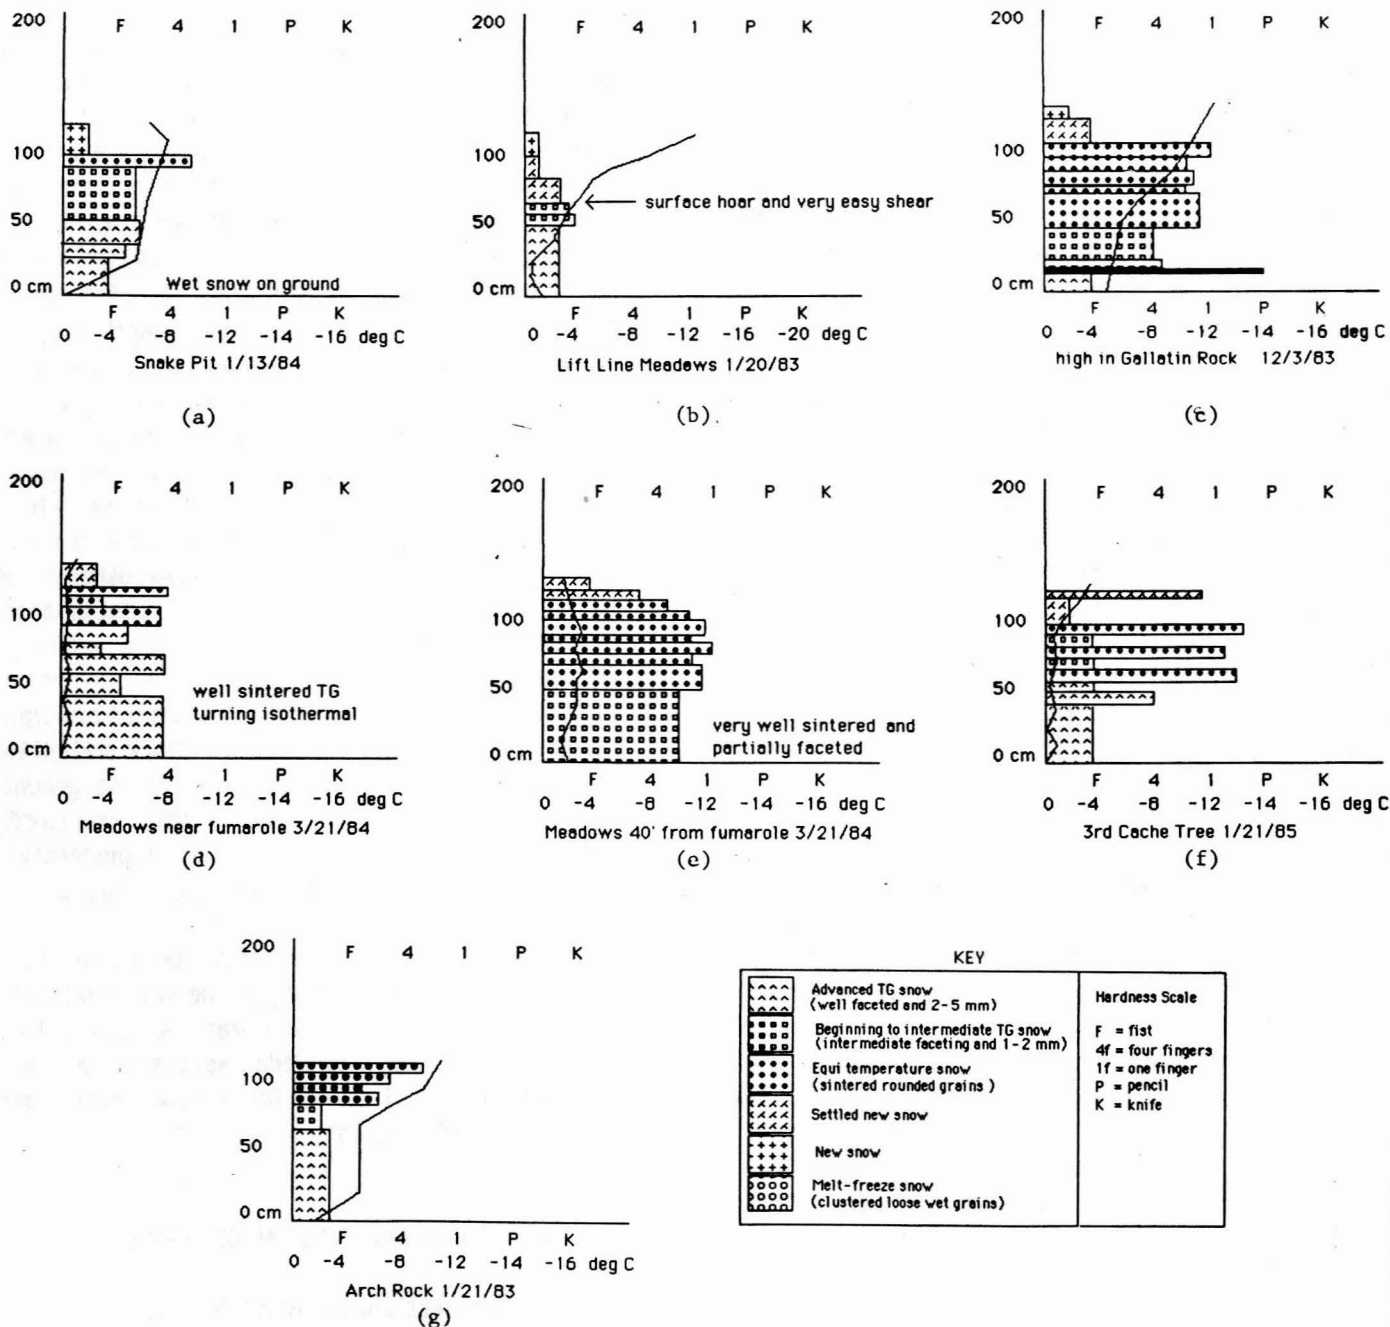 200 F 4 1 P K
100
50
0 cm
Wet snow on ground
F 4 1 P K
0 -4 -8 -12 -14 -16 deg C
Snake Pit 1/13/84
(a)
200 F 4 1 P K
100
50
0 cm
surface hoar and very easy shear
F 4 1 P K
0 -4 -8 -12 -16 -20 deg C
Lift Line Meadows 1/20/83
(b)
200 F 4 1 P K
100
50
0 cm
F 4 1 P K
0 -4 -8 -12 -14 -16 deg C
high in Gallatin Rock 12/3/83
(c)
200 F 4 1 P K
100
50
0 cm
well sintered TG
turning isothermal
F 4 1 P K
0 -4 -8 -12 -14 -16 deg C
Meadows near fumarole 3/21/84
(d)
200 F 4 1 P K
100
50
0 cm
very well sintered and
partially faceted
F 4 1 P K
0 -4 -8 -12 -14 -16 deg C
Meadows 40' from fumarole 3/21/84
(e)
200 F 4 1 P K
100
50
0 cm
F 4 1 P K
0 -4 -8 -12 -14 -16 deg C
3rd Cache Tree 1/21/85
(f)
200 F 4 1 P K
100
50
0 cm
F 4 1 P K
0 -4 -8 -12 -14 -16 deg C
Arch Rock 1/21/83
(g)
KEY
Advanced TG snow
(well faceted and 2-5 mm)
Beginning to intermediate TG snow
(intermediate faceting and 1-2 mm)
Equi temperature snow
(sintered rounded grains)
Settled new snow
New snow
Melt-freeze snow
(clustered loose wet grains)
Hardness Scale
F = fist
4f = four fingers
1f = one finger
P = pencil
K = knife